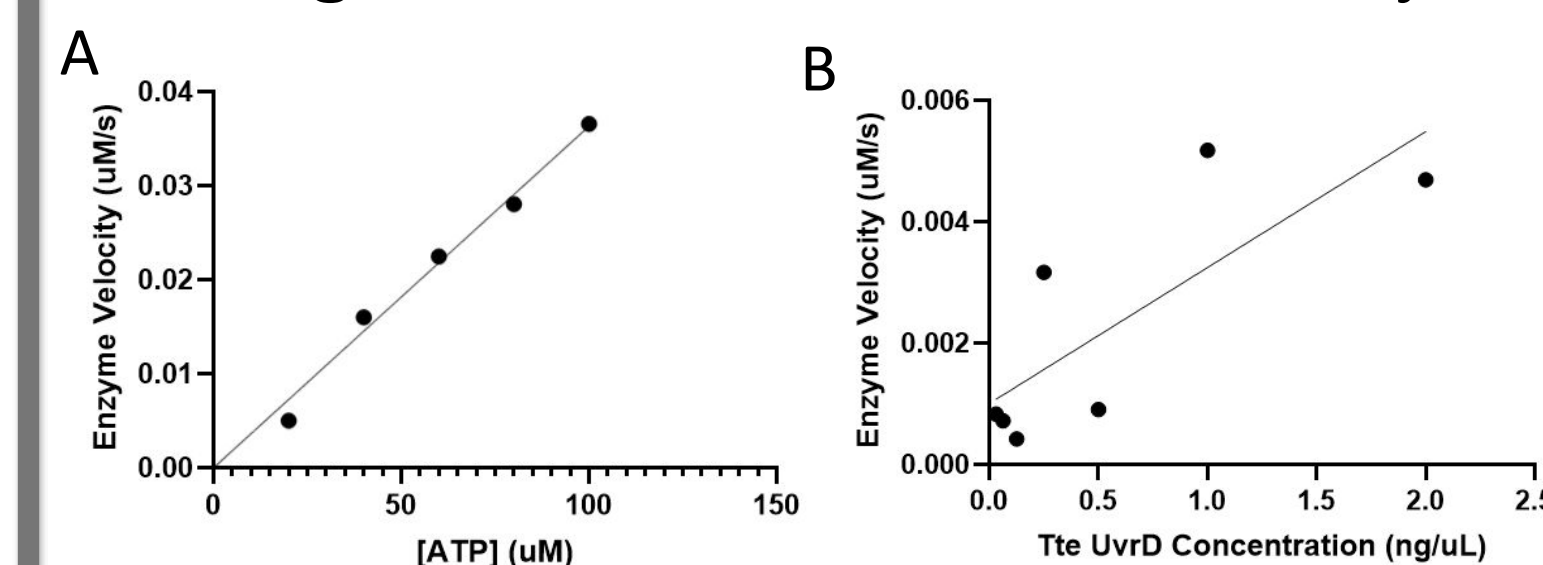 A
Enzyme Velocity (uM/s)
0.04
0.03
0.02
0.01
0.00
0 50 100 150
[ATP] (uM)
B
Enzyme Velocity (uM/s)
0.006
0.004
0.002
0.000
0.0 0.5 1.0 1.5 2.0
Tte UvrD Concentration (ng/uL)